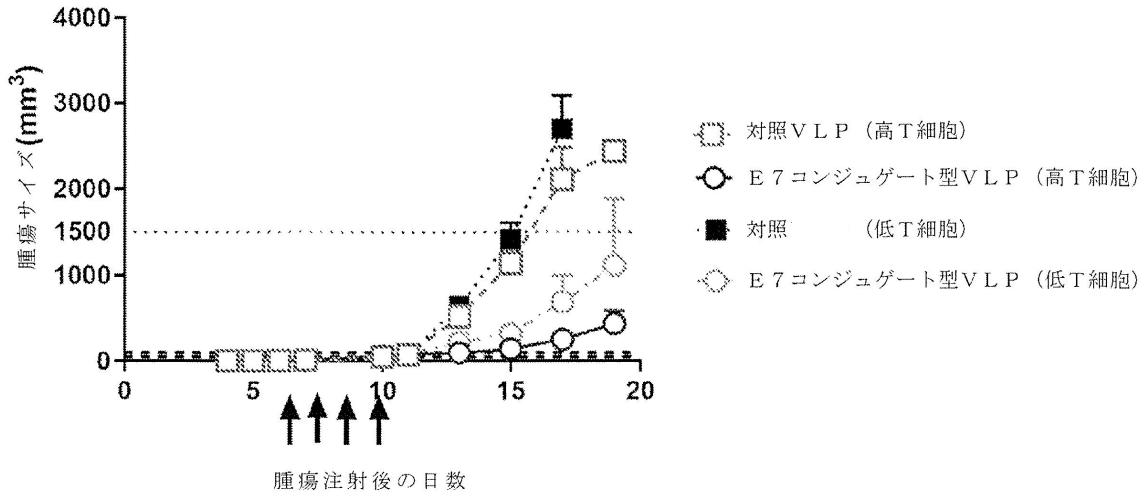 4000
3000
2000
1500
1000
0
腫瘍サイズ(mm³)
0 5 10 15 20
腫瘍注射後の日数
対照VLP（高T細胞）
E7コンジュゲート型VLP（高T細胞）
対照　　　（低T細胞）
E7コンジュゲート型VLP（低T細胞）